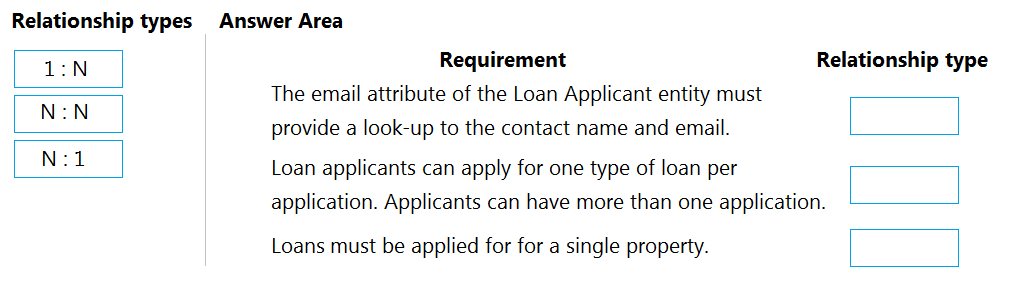 Relationship types Answer Area
Requirement Relationship type
1 : N
N : N
N : 1
The email attribute of the Loan Applicant entity must
provide a look-up to the contact name and email.
Loan applicants can apply for one type of loan per
application. Applicants can have more than one application.
Loans must be applied for for a single property.